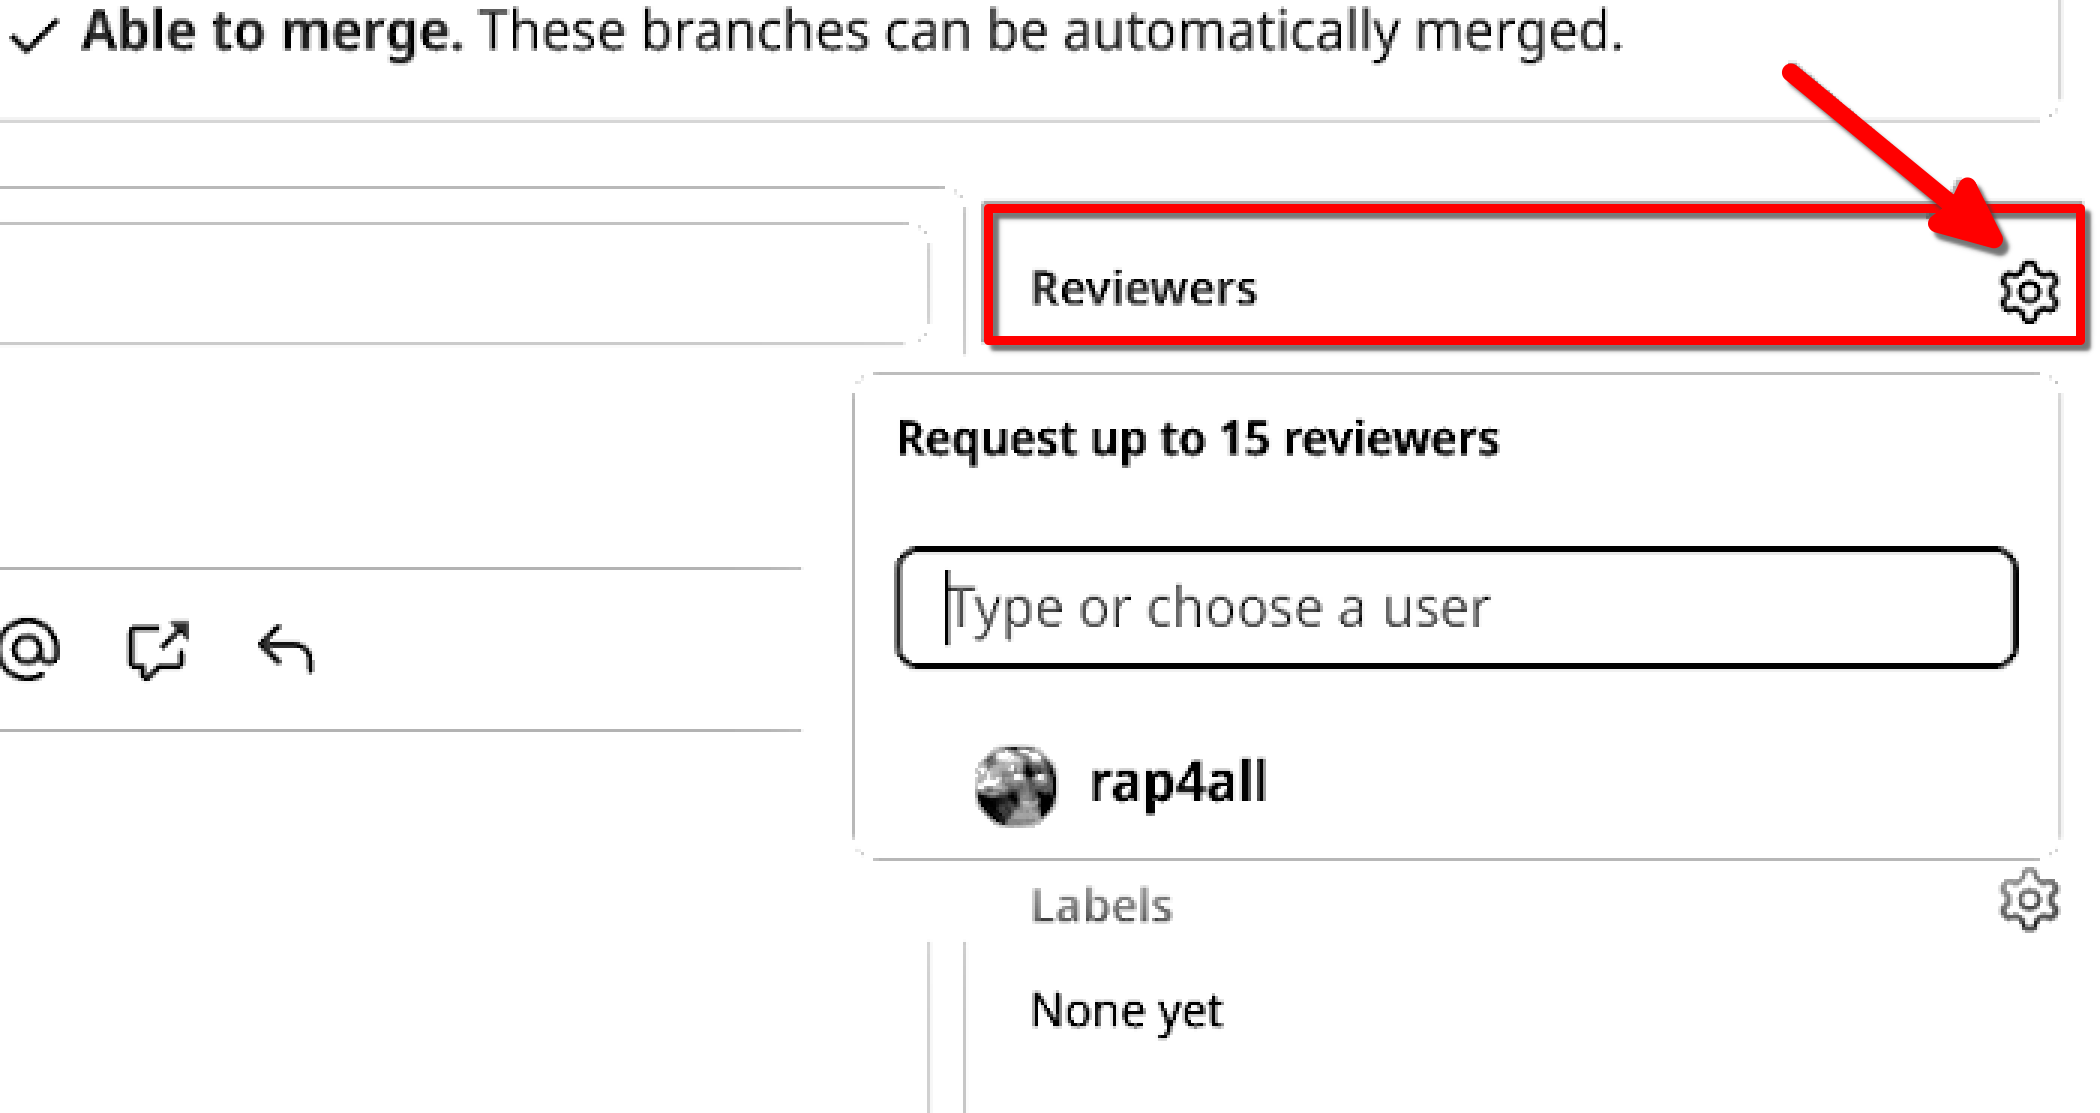 Able to merge. These branches can be automatically merged.
Reviewers
Request up to 15 reviewers
Type or choose a user
rap4all
Labels
None yet